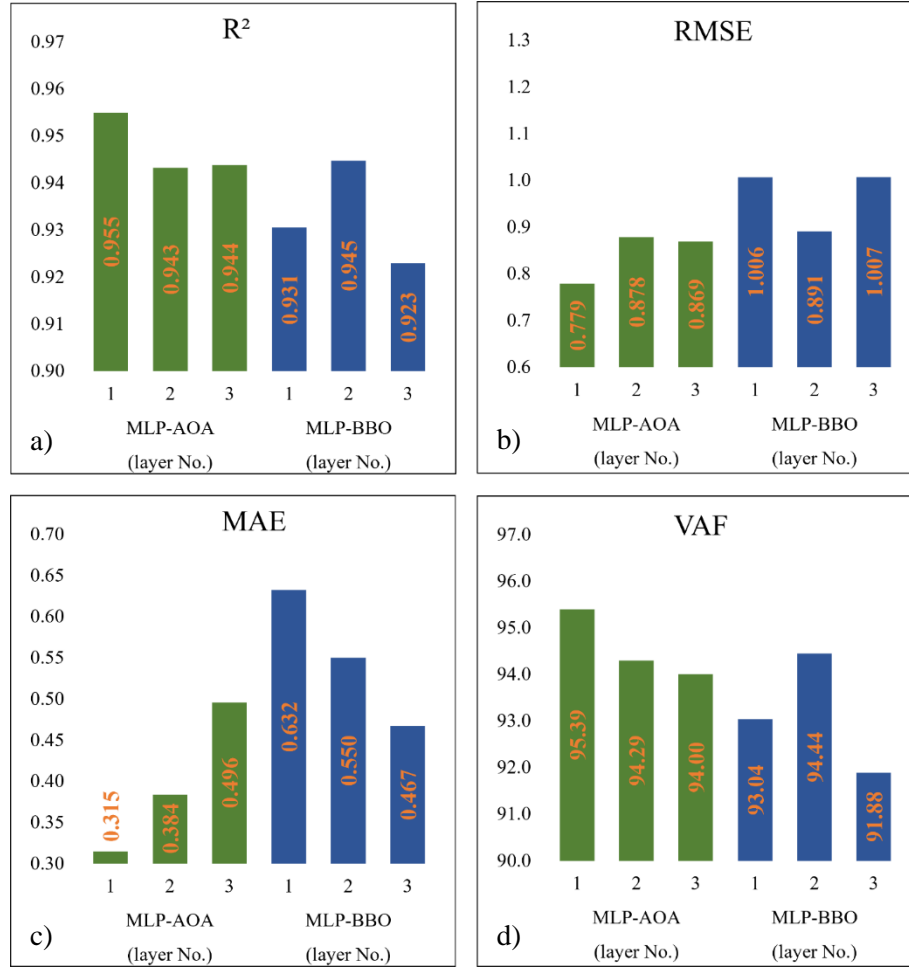 R²
0.97
0.96
0.95
0.94
0.93
0.92
0.91
0.90
0.955
0.943
0.944
0.931
0.945
0.923
1 2 3 1 2 3
MLP-AOA MLP-BBO
(layer No.) (layer No.)
a)
RMSE
1.3
1.2
1.1
1.0
0.9
0.8
0.7
0.6
0.779
0.878
0.869
1.006
0.891
1.007
1 2 3 1 2 3
MLP-AOA MLP-BBO
(layer No.) (layer No.)
b)
MAE
0.70
0.65
0.60
0.55
0.50
0.45
0.40
0.35
0.30
0.315
0.384
0.496
0.632
0.550
0.467
1 2 3 1 2 3
MLP-AOA MLP-BBO
(layer No.) (layer No.)
c)
VAF
97.0
96.0
95.0
94.0
93.0
92.0
91.0
90.0
95.39
94.29
94.00
93.04
94.44
91.88
1 2 3 1 2 3
MLP-AOA MLP-BBO
(layer No.) (layer No.)
d)